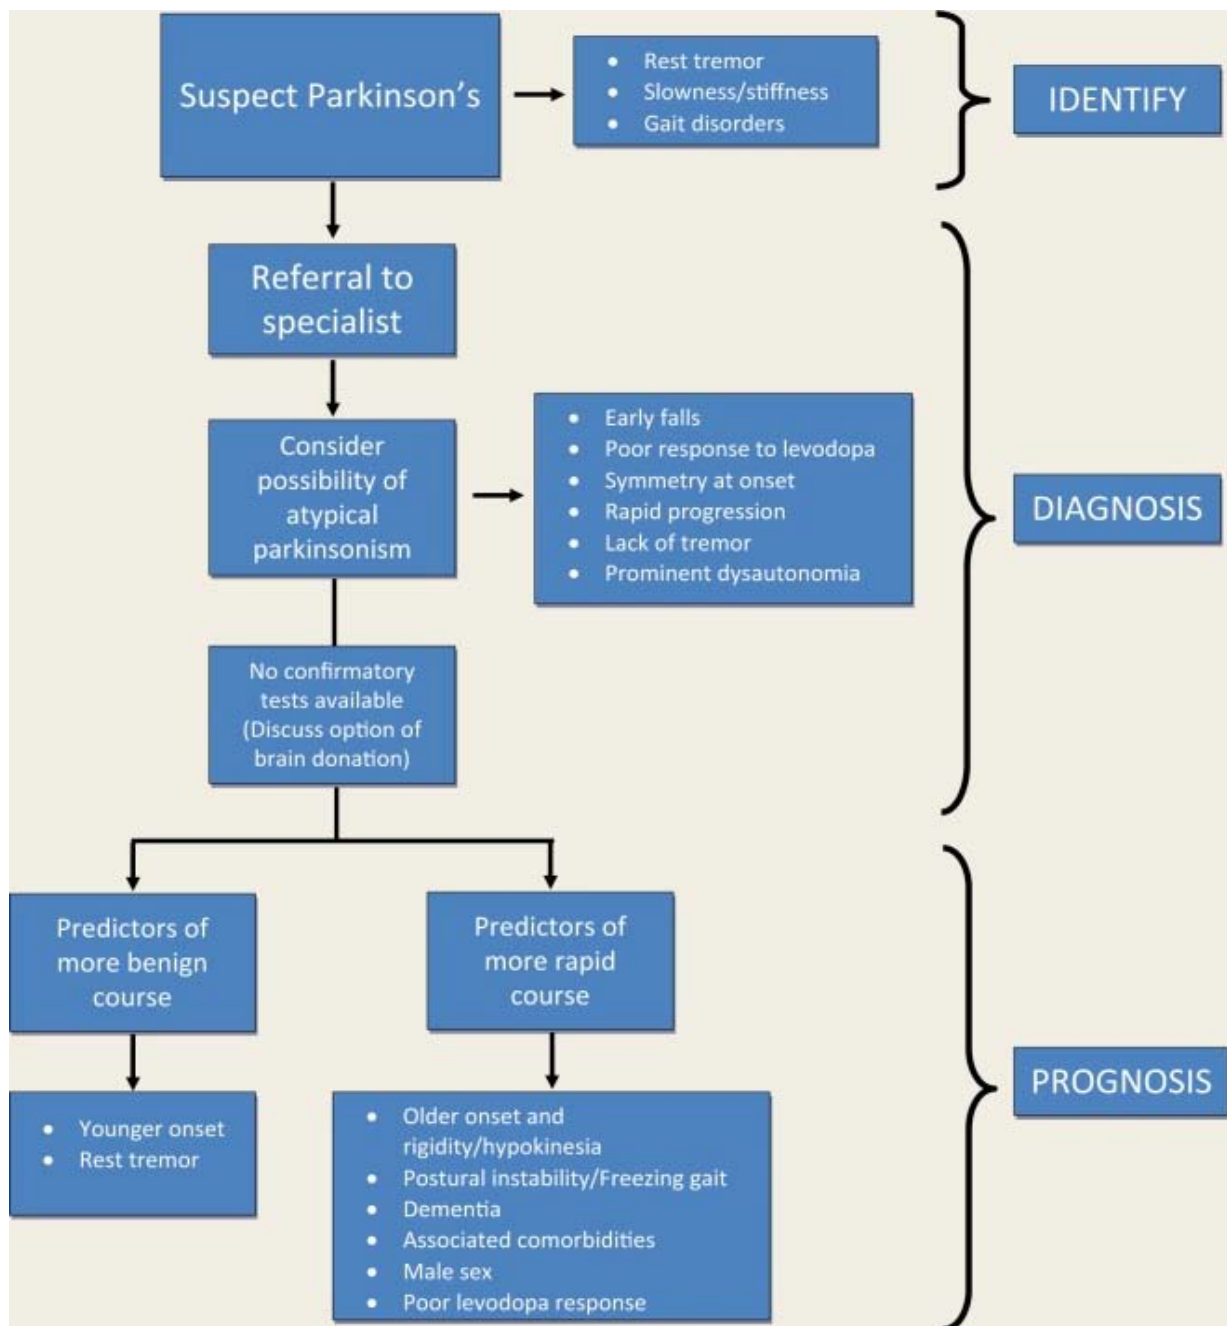 Suspect Parkinson’s
• Rest tremor
• Slowness/stiffness
• Gait disorders
IDENTIFY
Referral to
specialist
Consider
possibility of
atypical
parkinsonism
• Early falls
• Poor response to levodopa
• Symmetry at onset
• Rapid progression
• Lack of tremor
• Prominent dysautonomia
DIAGNOSIS
No confirmatory
tests available
(Discuss option of
brain donation)
Predictors of
more benign
course
Predictors of
more rapid
course
• Younger onset
• Rest tremor
• Older onset and
rigidity/hypokinesia
• Postural instability/Freezing gait
• Dementia
• Associated comorbidities
• Male sex
• Poor levodopa response
PROGNOSIS